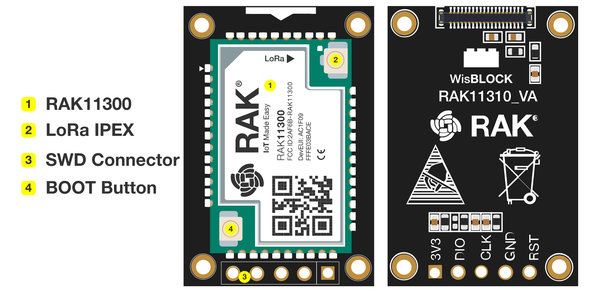 1 RAK11300
2 LoRa IPEX
3 SWD Connector
4 BOOT Button
LoRa
2
1
RAK®
IoT Made Easy
RAK11300
FCC ID:2AF6B-RAK11300
DevEUI: AC1F09
FFFE03BACE
CE
4
3
WisBLOCK
RAK11310_VA
RAK®
3V3
DIO
CLK
GND
RST